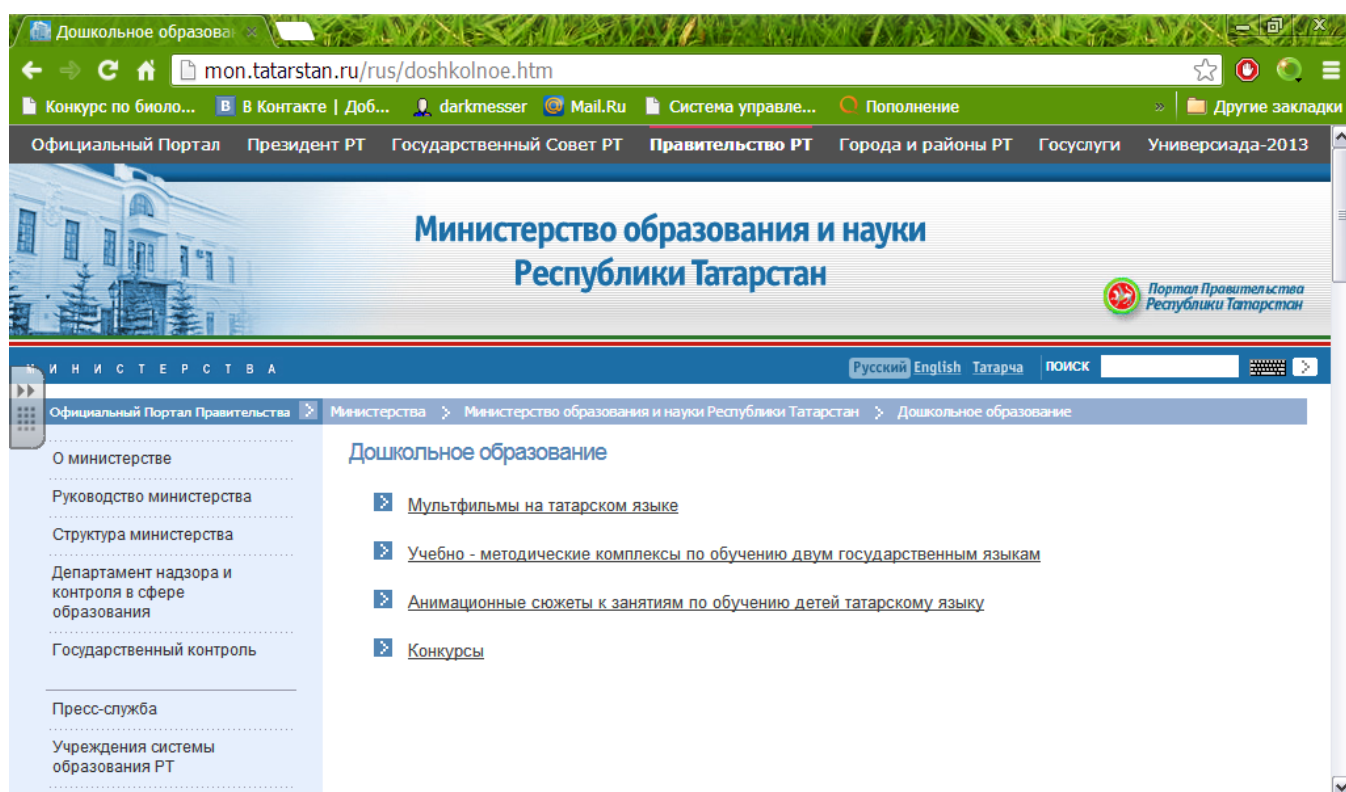 Дошкольное образова
mon.tatarstan.ru/rus/doshkolnoe.htm
Конкурс по биоло... В В Контакте | Доб... darkmesser @ Mail.Ru Система управле... Пополнение » Другие закладки
Официальный Портал Президент РТ Государственный Совет РТ Правительство РТ Города и районы РТ Госуслуги Универсиада-2013
Министерство образования и науки
Республики Татарстан
Портал Правительства
Республики Татарстан
МИНИСТЕРСТВА Русский English Татарча ПОИСК
Официальный Портал Правительства Министерства Министерство образования и науки Республики Татарстан Дошкольное образование
Дошкольное образование
О министерстве
Руководство министерства
Структура министерства
Департамент надзора и
контроля в сфере
образования
Государственный контроль
Пресс-служба
Учреждения системы
образования РТ
Мультфильмы на татарском языке
Учебно - методические комплексы по обучению двум государственным языкам
Анимационные сюжеты к занятиям по обучению детей татарскому языку
Конкурсы